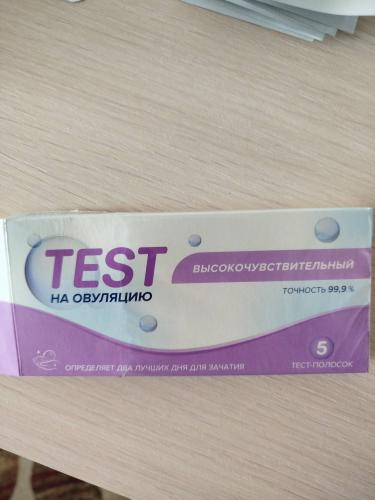 TEST
НА ОВУЛЯЦИЮ
ВЫСОКОЧУВСТВИТЕЛЬНЫЙ
ТОЧНОСТЬ 99,9 %
5
ТЕСТ-ПОЛОСОК
ОПРЕДЕЛЯЕТ ДВА ЛУЧШИХ ДНЯ ДЛЯ ЗАЧАТИЯ